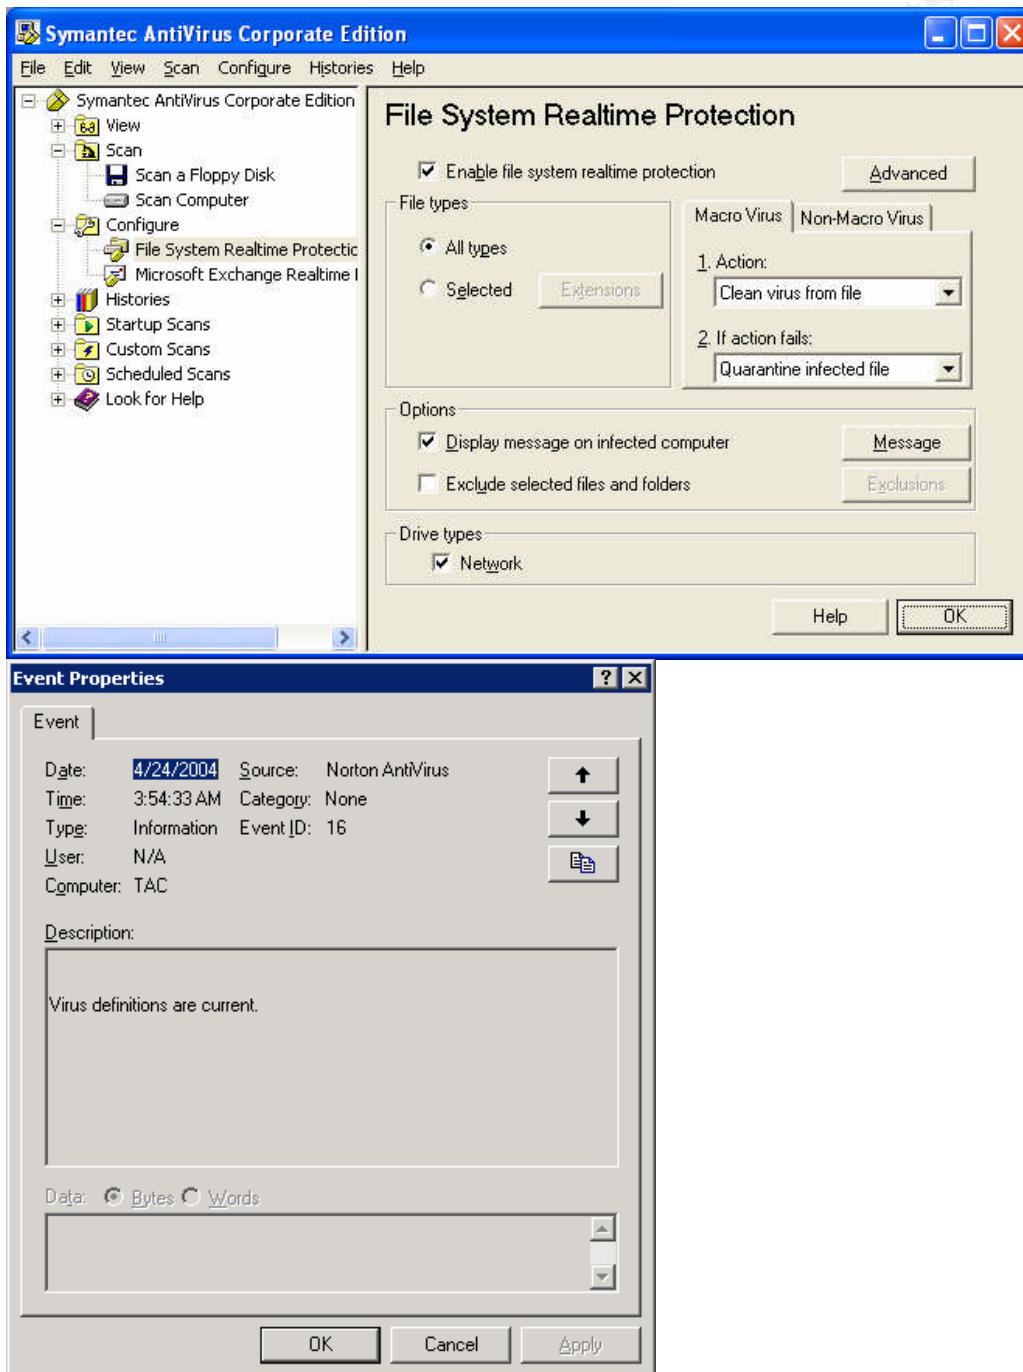 Symantec AntiVirus Corporate Edition
File Edit View Scan Configure Histories Help
Symantec AntiVirus Corporate Edition
View
Scan
Scan a Floppy Disk
Scan Computer
Configure
File System Realtime Protectic
Microsoft Exchange Realtime
Histories
Startup Scans
Custom Scans
Scheduled Scans
Look for Help
File System Realtime Protection
Enable file system realtime protection
Advanced
File types
All types
Selected
Extensions
Macro Virus
Non-Macro Virus
1. Action:
Clean virus from file
2. If action fails:
Quarantine infected file
Options
Display message on infected computer
Message
Exclude selected files and folders
Exclusions
Drive types
Network
Help
OK
Event Properties
Event
Date: 4/24/2004 Source: Norton AntiVirus
Time: 3:54:33 AM Category: None
Type: Information Event ID: 16
User: N/A
Computer: TAC
Description:
Virus definitions are current.
Data: Bytes Words
OK Cancel Apply